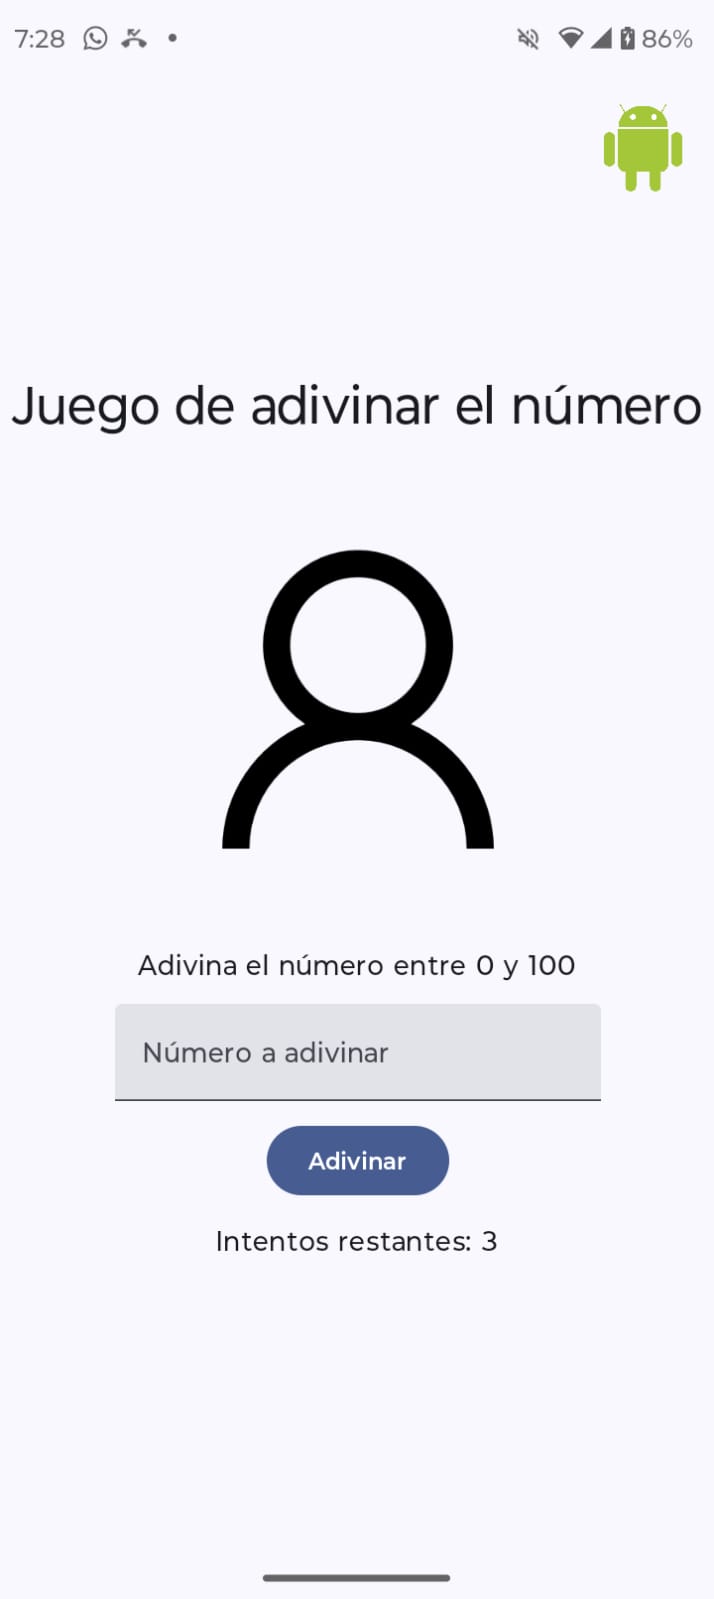 7:28 86%
Juego de adivinar el número
Adivina el número entre 0 y 100
Número a adivinar
Adivinar
Intentos restantes: 3